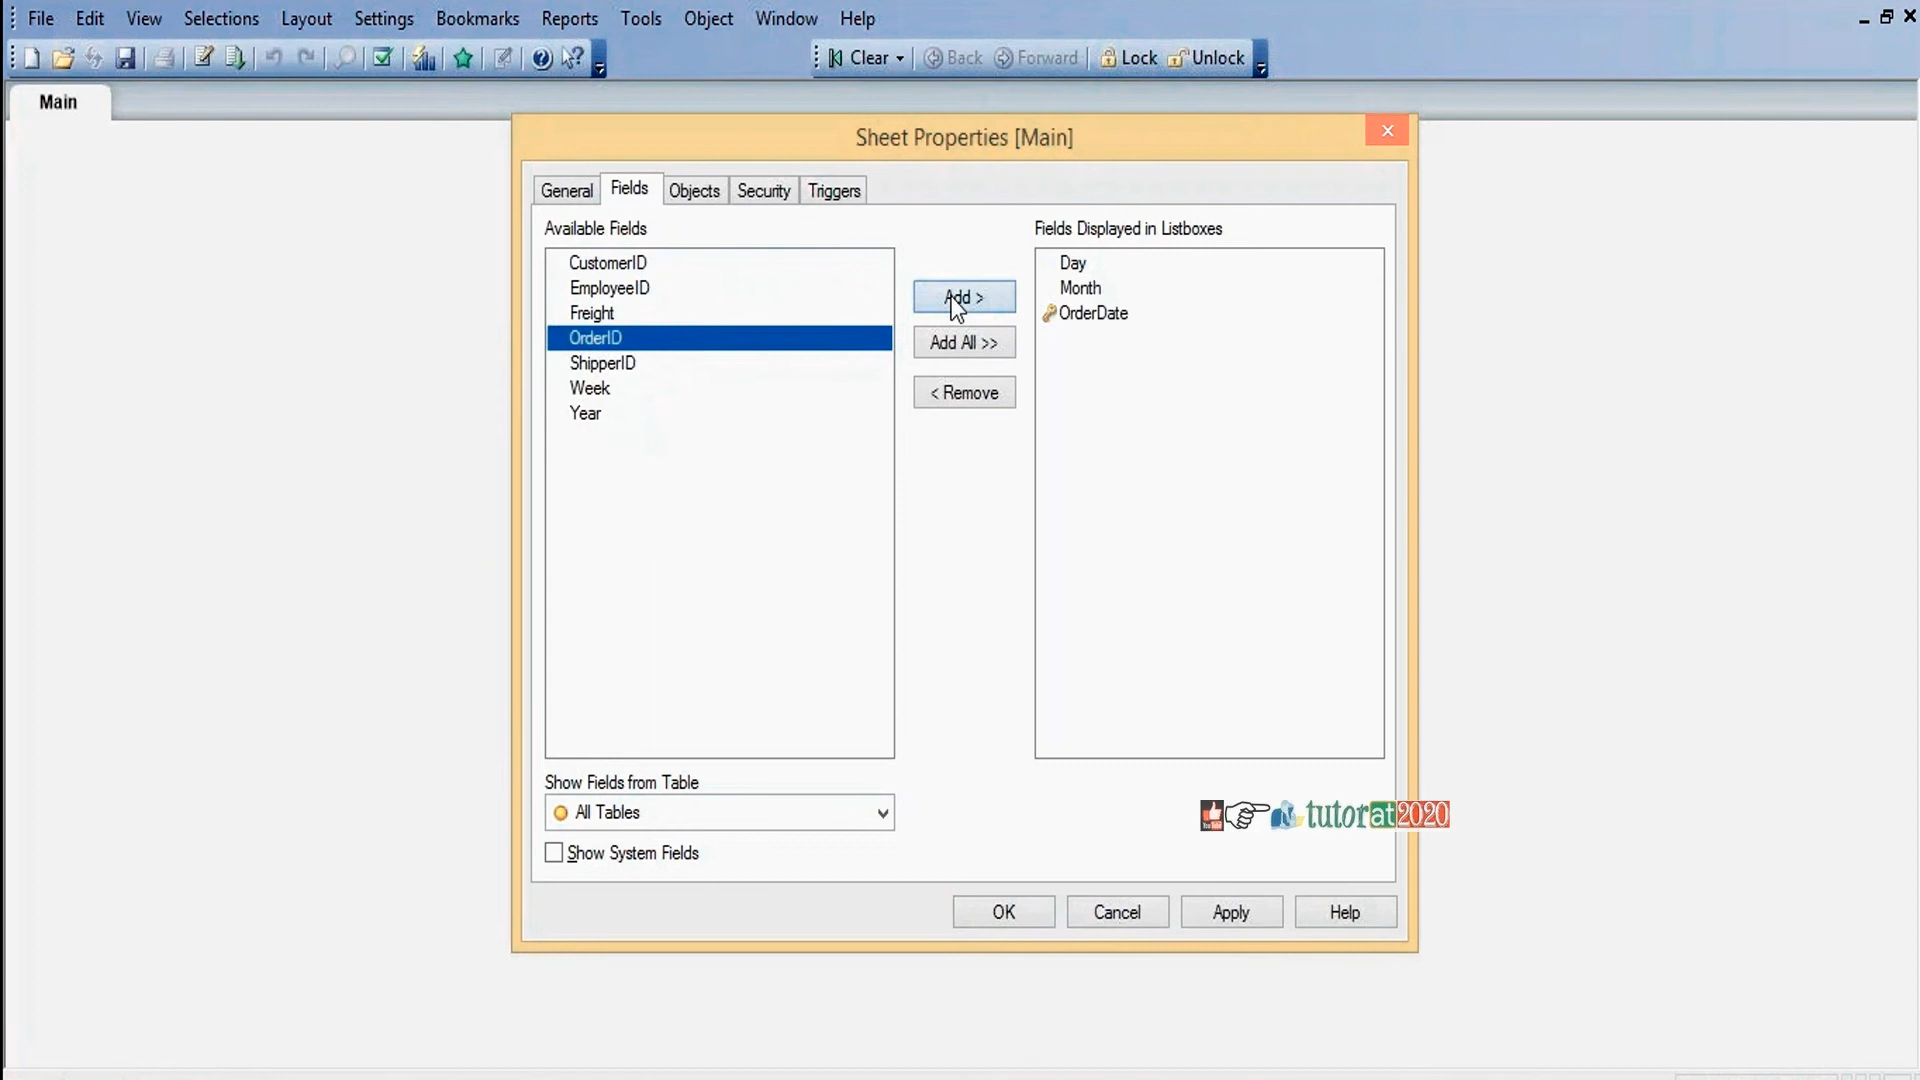 File Edit View Selections Layout Settings Bookmarks Reports Tools Object Window Help
Clear Back Forward Lock Unlock
Main
Sheet Properties [Main]
General Fields Objects Security Triggers
Available Fields
CustomerID
EmployeeID
Freight
OrderID
ShipperID
Week
Year
Add >
Add All >>
< Remove
Fields Displayed in Listboxes
Day
Month
OrderDate
Show Fields from Table
All Tables
Show System Fields
tutorat2020
OK Cancel Apply Help